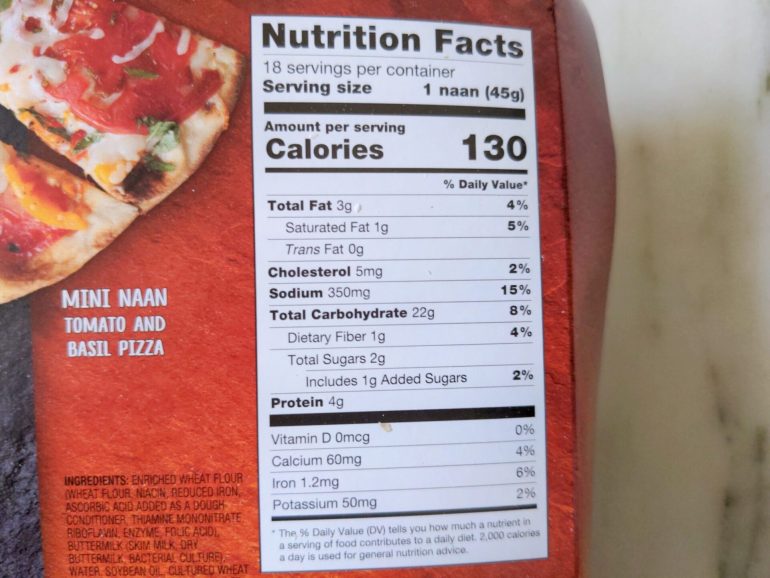 Nutrition Facts
18 servings per container
Serving size 1 naan (45g)
Amount per serving
Calories 130
% Daily Value*
Total Fat 3g 4%
Saturated Fat 1g 5%
Trans Fat 0g
Cholesterol 5mg 2%
Sodium 350mg 15%
Total Carbohydrate 22g 8%
Dietary Fiber 1g 4%
Total Sugars 2g
Includes 1g Added Sugars 2%
Protein 4g
Vitamin D 0mcg 0%
Calcium 60mg 4%
Iron 1.2mg 6%
Potassium 50mg 2%
* The % Daily Value (DV) tells you how much a nutrient in
a serving of food contributes to a daily diet. 2,000 calories
a day is used for general nutrition advice.
MINI NAAN
TOMATO AND
BASIL PIZZA
INGREDIENTS: ENRICHED WHEAT FLOUR
(WHEAT FLOUR, NIACIN, REDUCED IRON,
ASCORBIC ACID ADDED AS A DOUGH
CONDITIONER, THIAMINE MONONITRATE,
RIBOFLAVIN, ENZYME, FOLIC ACID),
BUTTERMILK (SKIM MILK, DRY
BUTTERMILK, BACTERIAL CULTURE),
WATER, SOYBEAN OIL, CULTURED WHEAT